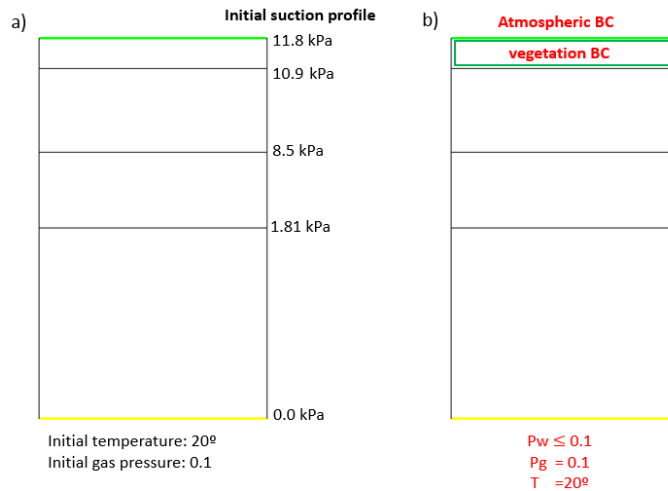 a)
Initial suction profile
11.8 kPa
10.9 kPa
8.5 kPa
1.81 kPa
0.0 kPa
Initial temperature: 20º
Initial gas pressure: 0.1
b)
Atmospheric BC
vegetation BC
Pw ≤ 0.1
Pg = 0.1
T =20º